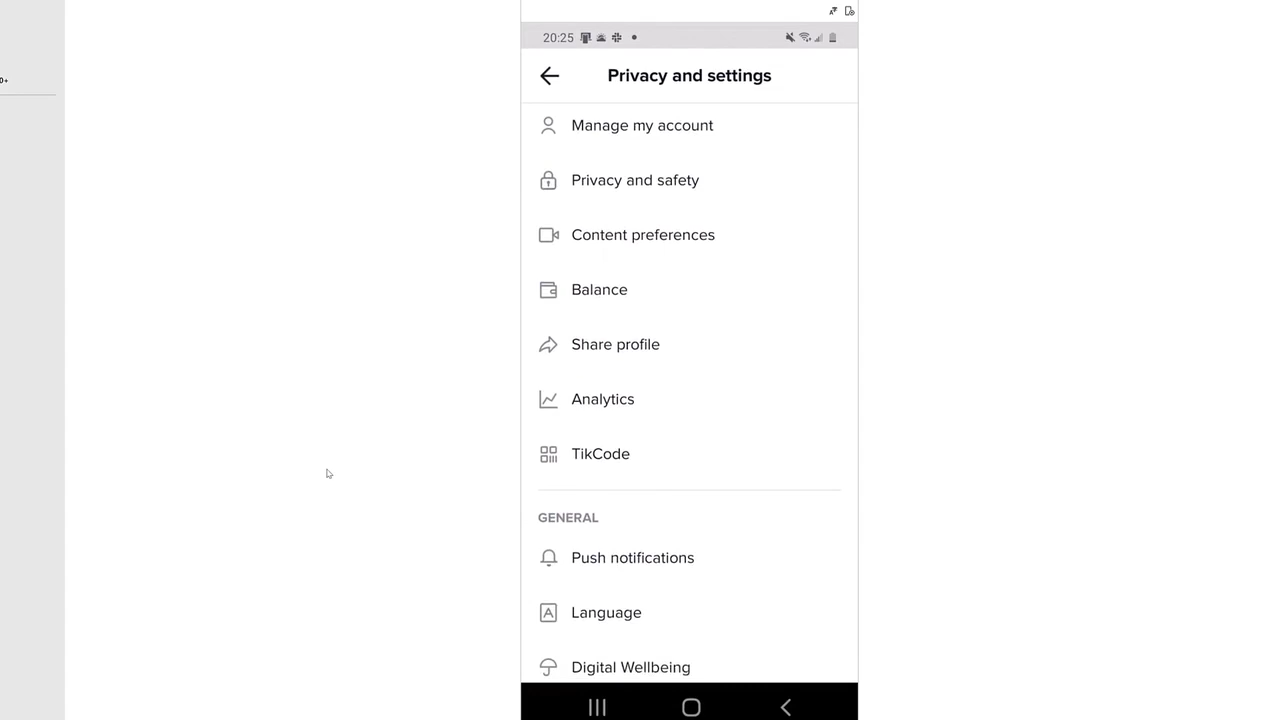 0+
20:25
Privacy and settings
Manage my account
Privacy and safety
Content preferences
Balance
Share profile
Analytics
TikCode
GENERAL
Push notifications
Language
Digital Wellbeing